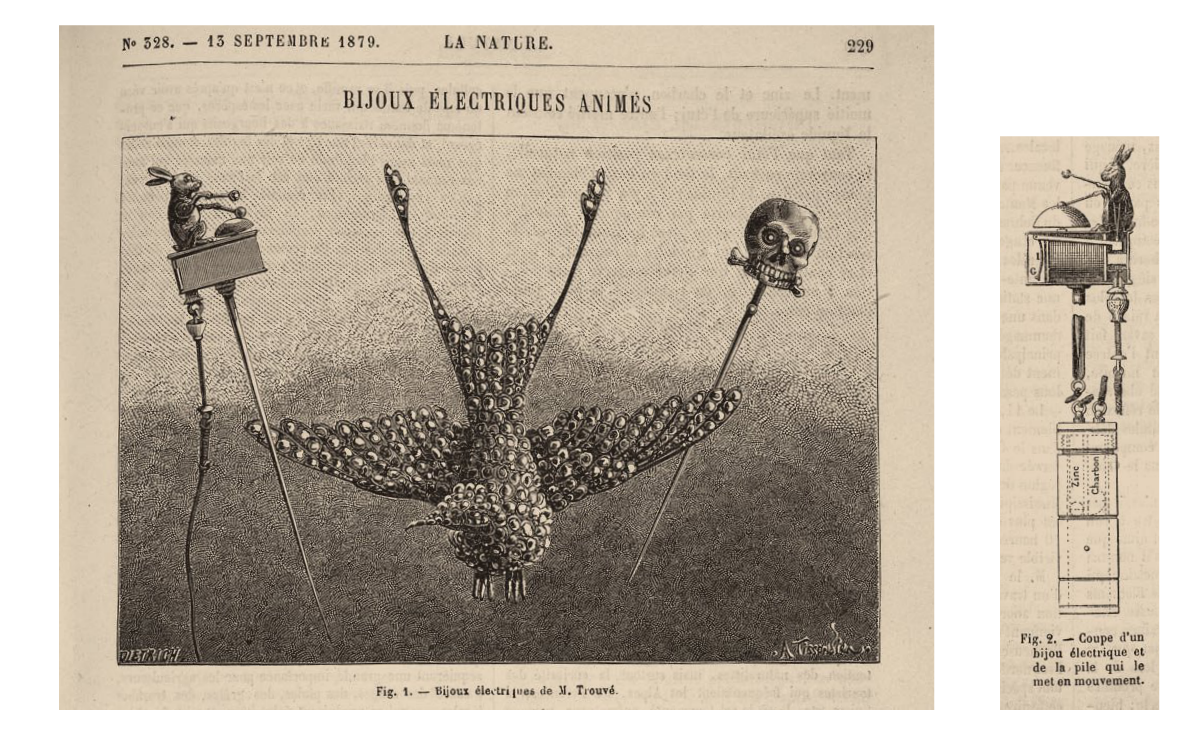 No 328. — 13 SEPTEMBRE 1879.
LA NATURE.
229
BIJOUX ÉLECTRIQUES ANIMÉS
DIETRICH
Fig. 1. — Bijoux électriques de M. Trouvé.
Zinc
Charbon
Fig. 2. — Coupe d'un
bijou électrique et
de la pile qui le
met en mouvement.